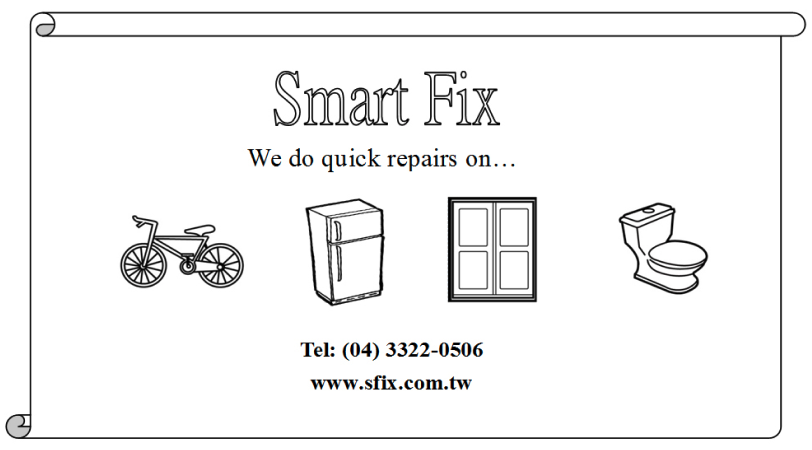 Smart Fix
We do quick repairs on…
Tel: (04) 3322-0506
www.sfix.com.tw